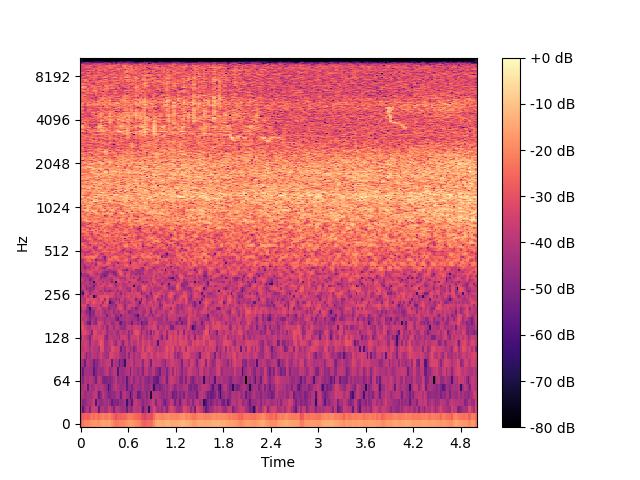 8192
4096
2048
1024
512
256
128
64
0
Hz
0 0.6 1.2 1.8 2.4 3 3.6 4.2 4.8
Time
+0 dB
-10 dB
-20 dB
-30 dB
-40 dB
-50 dB
-60 dB
-70 dB
-80 dB